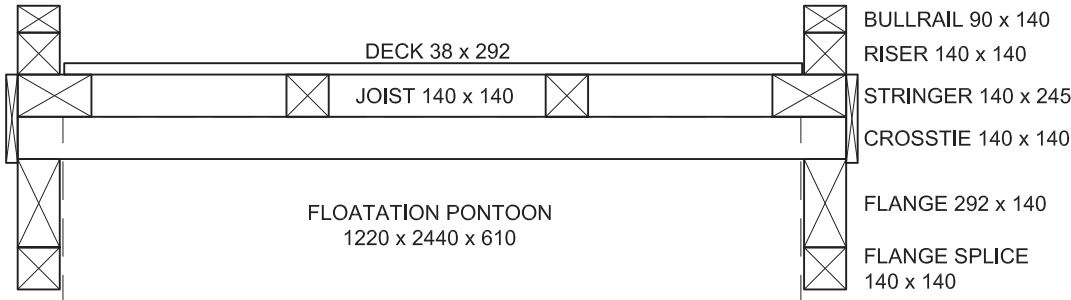 BULLRAIL 90 x 140
DECK 38 x 292
RISER 140 x 140
JOIST 140 x 140
STRINGER 140 x 245
CROSSTIE 140 x 140
FLOATATION PONTOON
1220 x 2440 x 610
FLANGE 292 x 140
FLANGE SPLICE
140 x 140